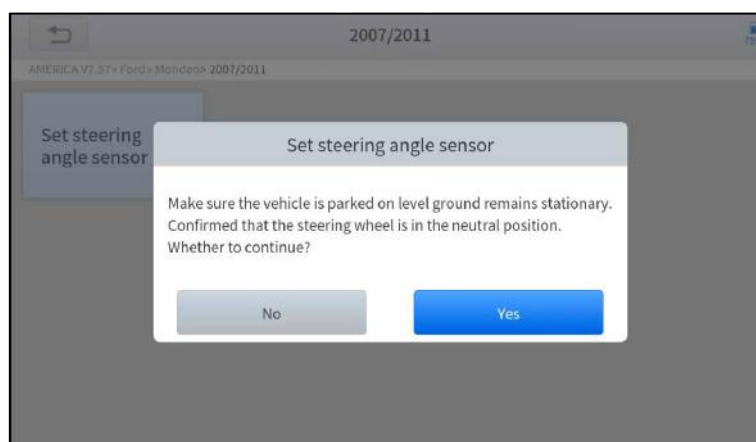 2007/2011
AMERICA V7.57> Ford> Mondeo> 2007/2011
Set steering
angle sensor
Set steering angle sensor
Make sure the vehicle is parked on level ground remains stationary.
Confirmed that the steering wheel is in the neutral position.
Whether to continue?
No
Yes